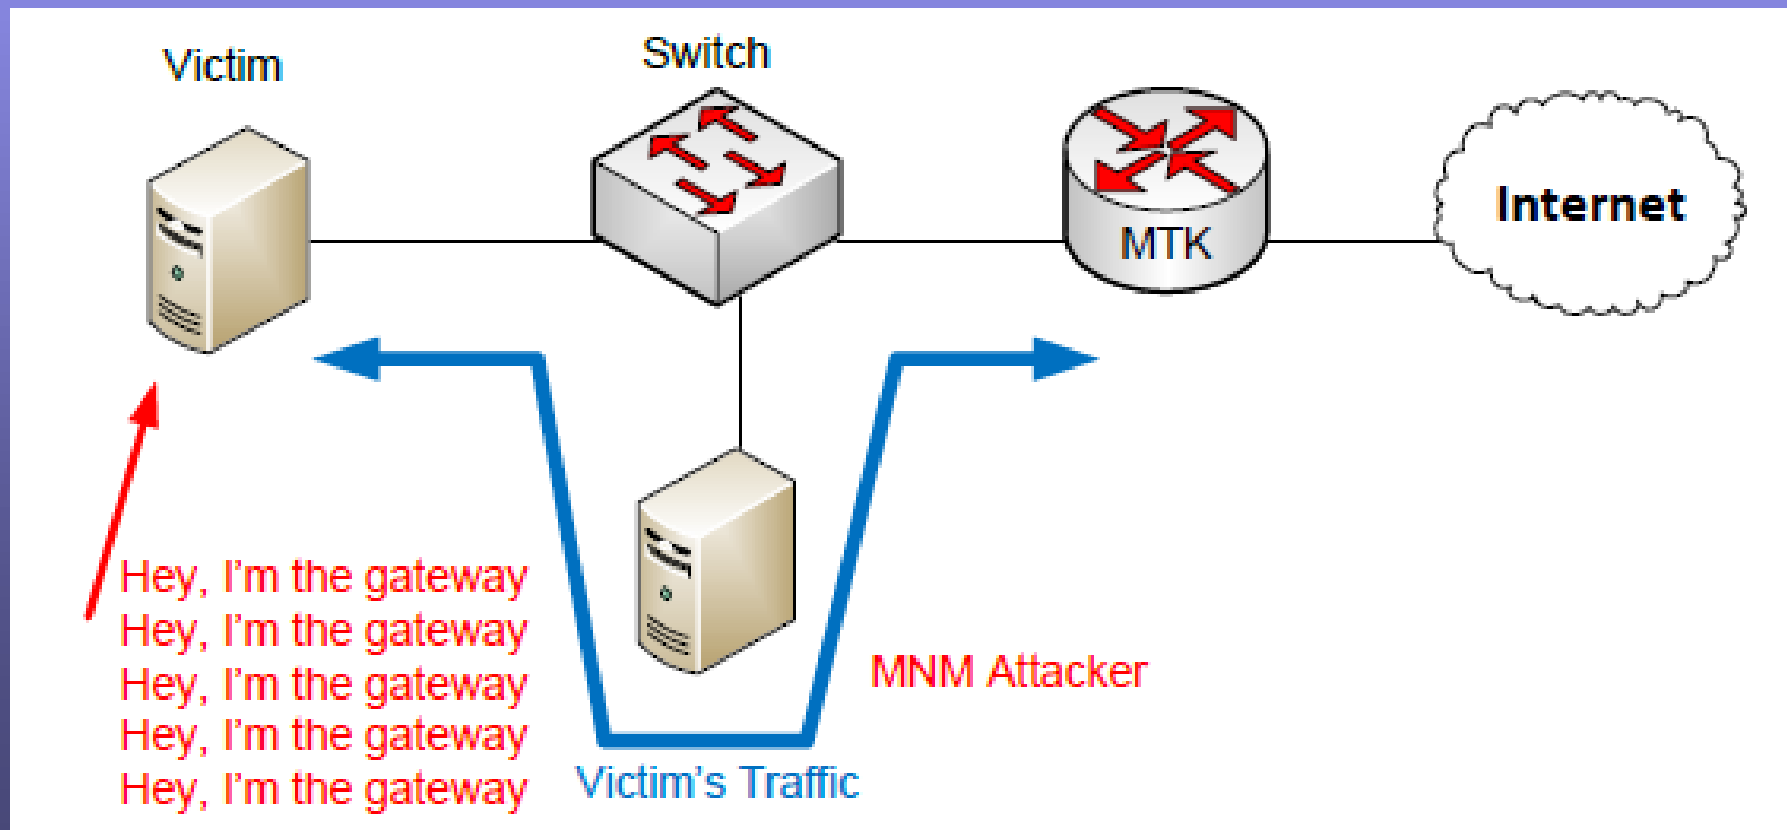 Victim
Switch
MTK
Internet
Hey, I'm the gateway
Hey, I'm the gateway
Hey, I'm the gateway
Hey, I'm the gateway
Hey, I'm the gateway
MNM Attacker
Victim's Traffic